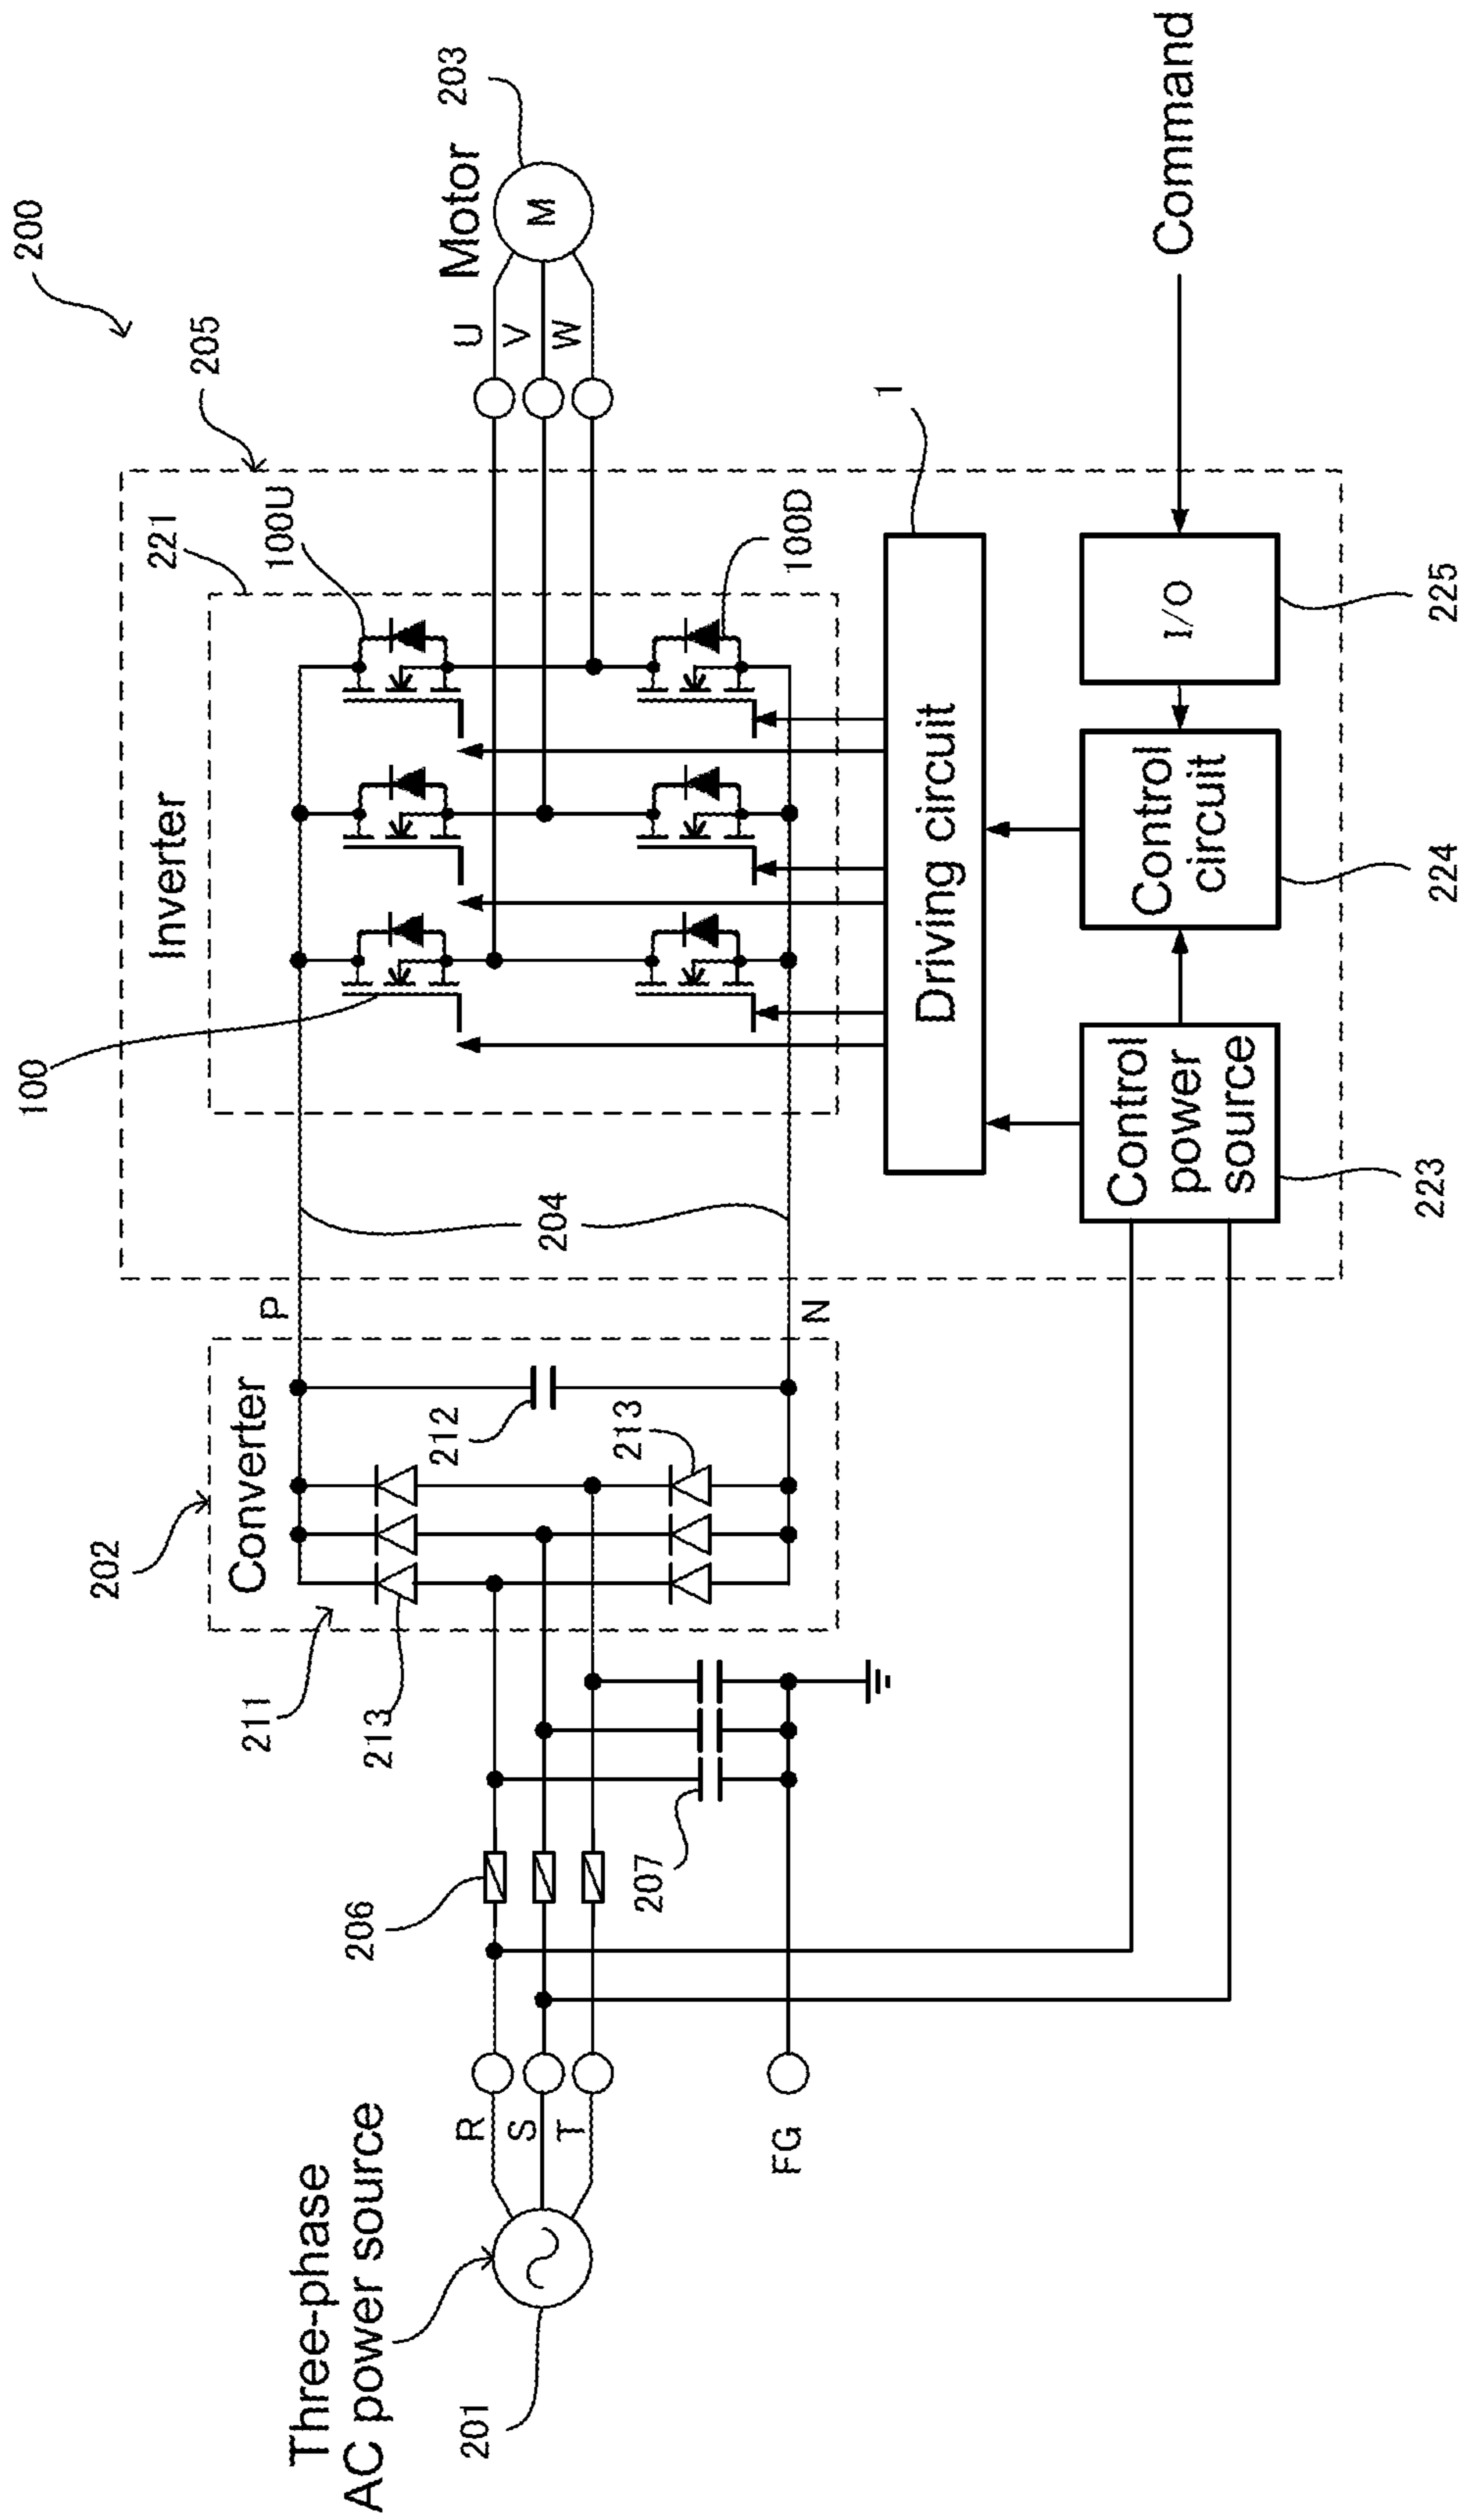 200
205
Inverter
221
100U
100
Motor
203
U
V
W
100D
204
P
N
202
Converter
211
213
212
213
206
207
Three-phase
AC power source
201
R
S
T
FG
Driving circuit
1
Control
power
source
223
Control
circuit
224
I/O
225
Command